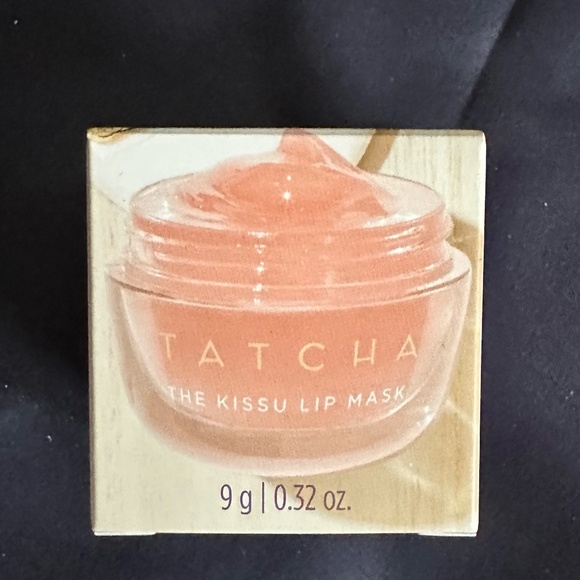 TATCHA
THE KISSU LIP MASK
9 g | 0.32 oz.